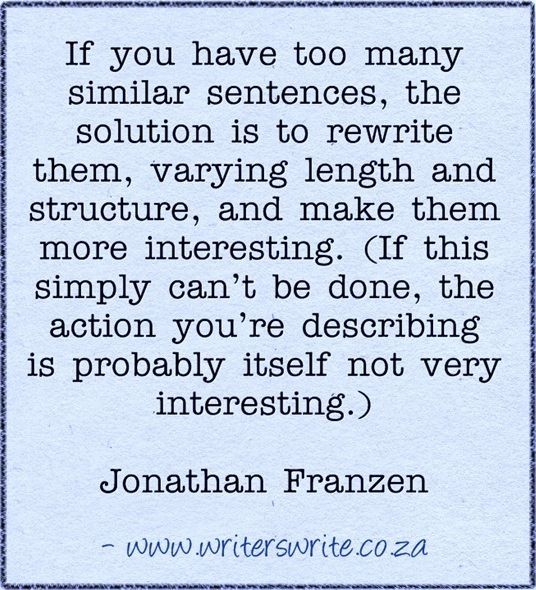 If you have too many
similar sentences, the
solution is to rewrite
them, varying length and
structure, and make them
more interesting. (If this
simply can't be done, the
action you're describing
is probably itself not very
interesting.)
Jonathan Franzen
- www.writerswrite.co.za